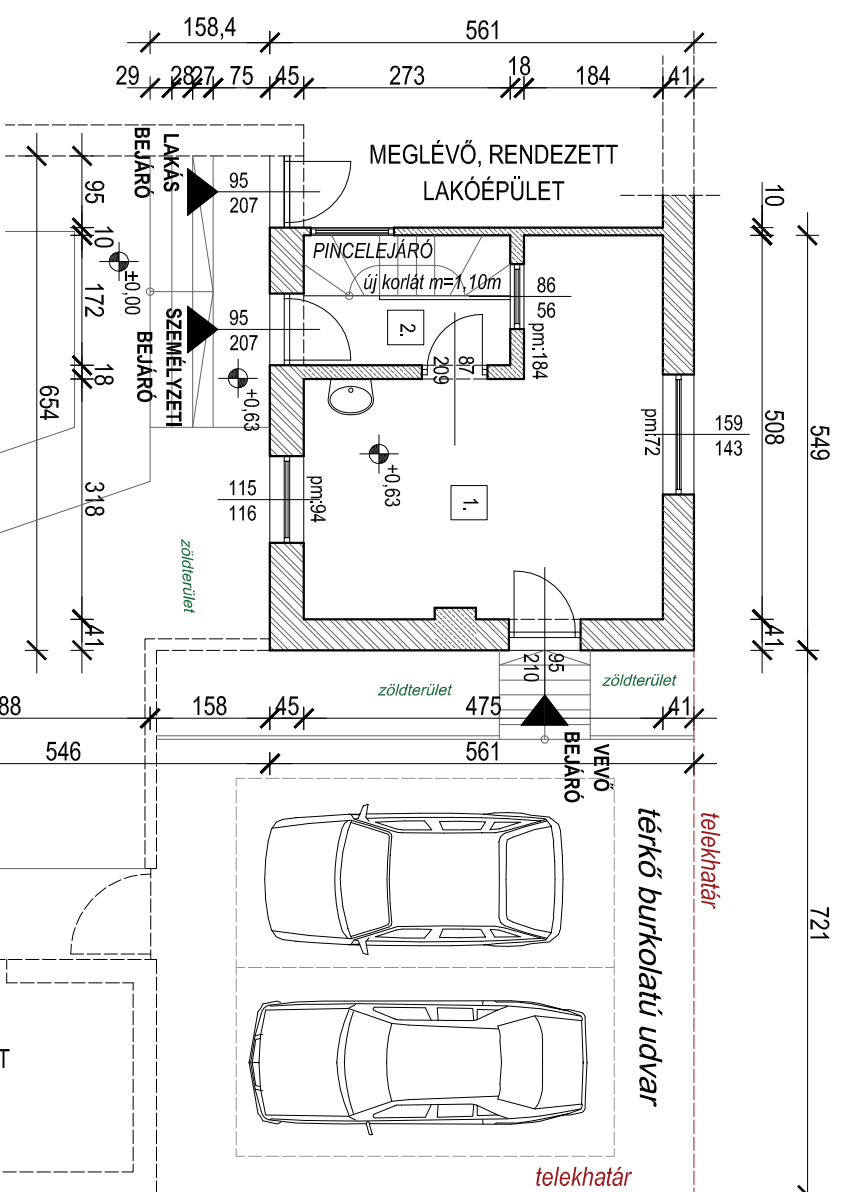 158,4
561
29
28
27
75
45
273
18
184
41
MEGLÉVŐ, RENDEZETT
LAKÓÉPÜLET
LAKÁS
BEJÁRÓ
95
207
95
10
172
18
318
41
654
±0,00
PINCELEJÁRÓ
új korlát m=1,10m
86
56
pm:184
SZEMÉLYZETI
BEJÁRÓ
95
207
2.
87
209
+0,63
+0,63
1.
115
116
pm:94
pm:72
159
143
10
508
41
549
zöldterület
95
210
zöldterület
zöldterület
88
158
45
475
41
546
561
VEVŐ
BEJÁRÓ
térkő burkolatú udvar
telekhatár
721
T
telekhatár